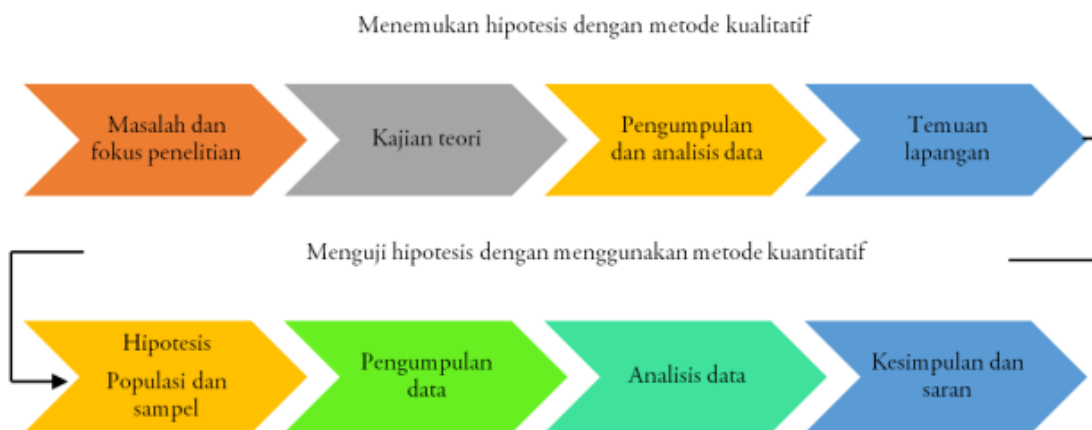 Menemukan hipotesis dengan metode kualitatif
Masalah dan
fokus penelitian
Kajian teori
Pengumpulan
dan analisis data
Temuan
lapangan
Menguji hipotesis dengan menggunakan metode kuantitatif
Hipotesis
Populasi dan
sampel
Pengumpulan
data
Analisis data
Kesimpulan dan
saran